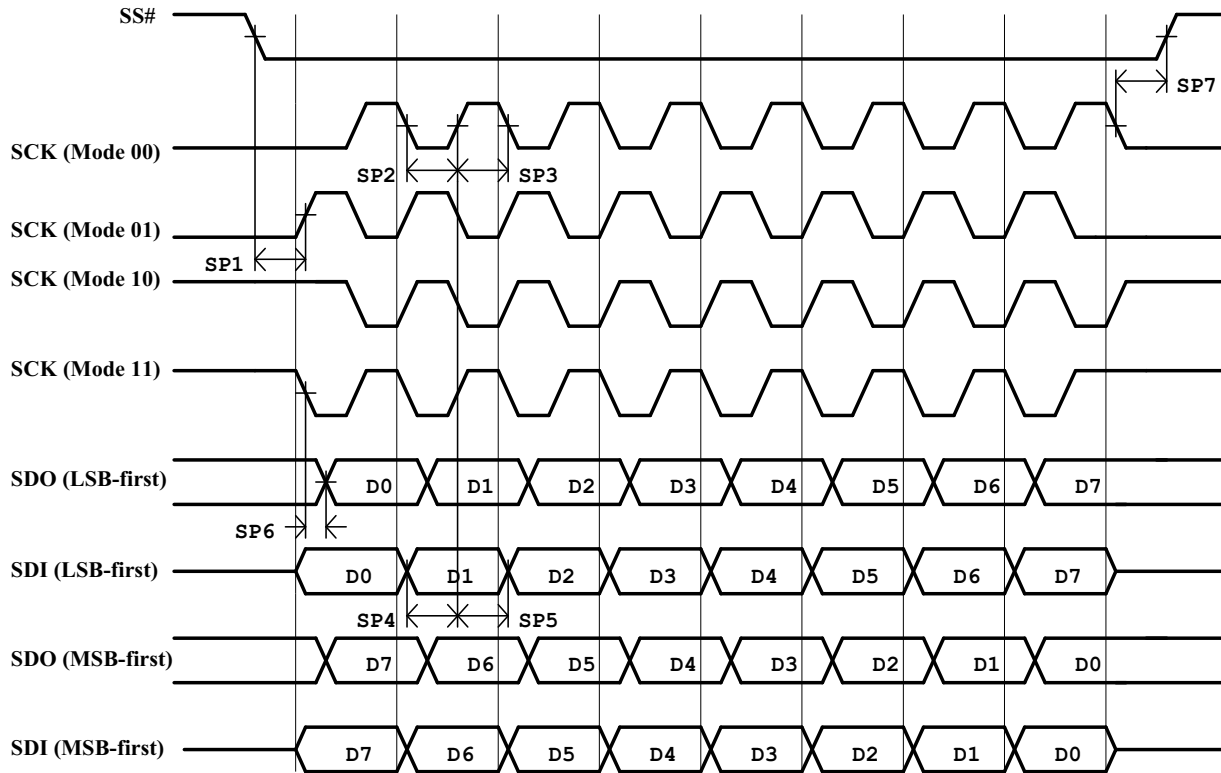 SS#
SP7
SCK (Mode 00)
SP2 SP3
SCK (Mode 01)
SP1
SCK (Mode 10)
SCK (Mode 11)
SDO (LSB-first) D0 D1 D2 D3 D4 D5 D6 D7
SP6
SDI (LSB-first) D0 D1 D2 D3 D4 D5 D6 D7
SP4 SP5
SDO (MSB-first) D7 D6 D5 D4 D3 D2 D1 D0
SDI (MSB-first) D7 D6 D5 D4 D3 D2 D1 D0